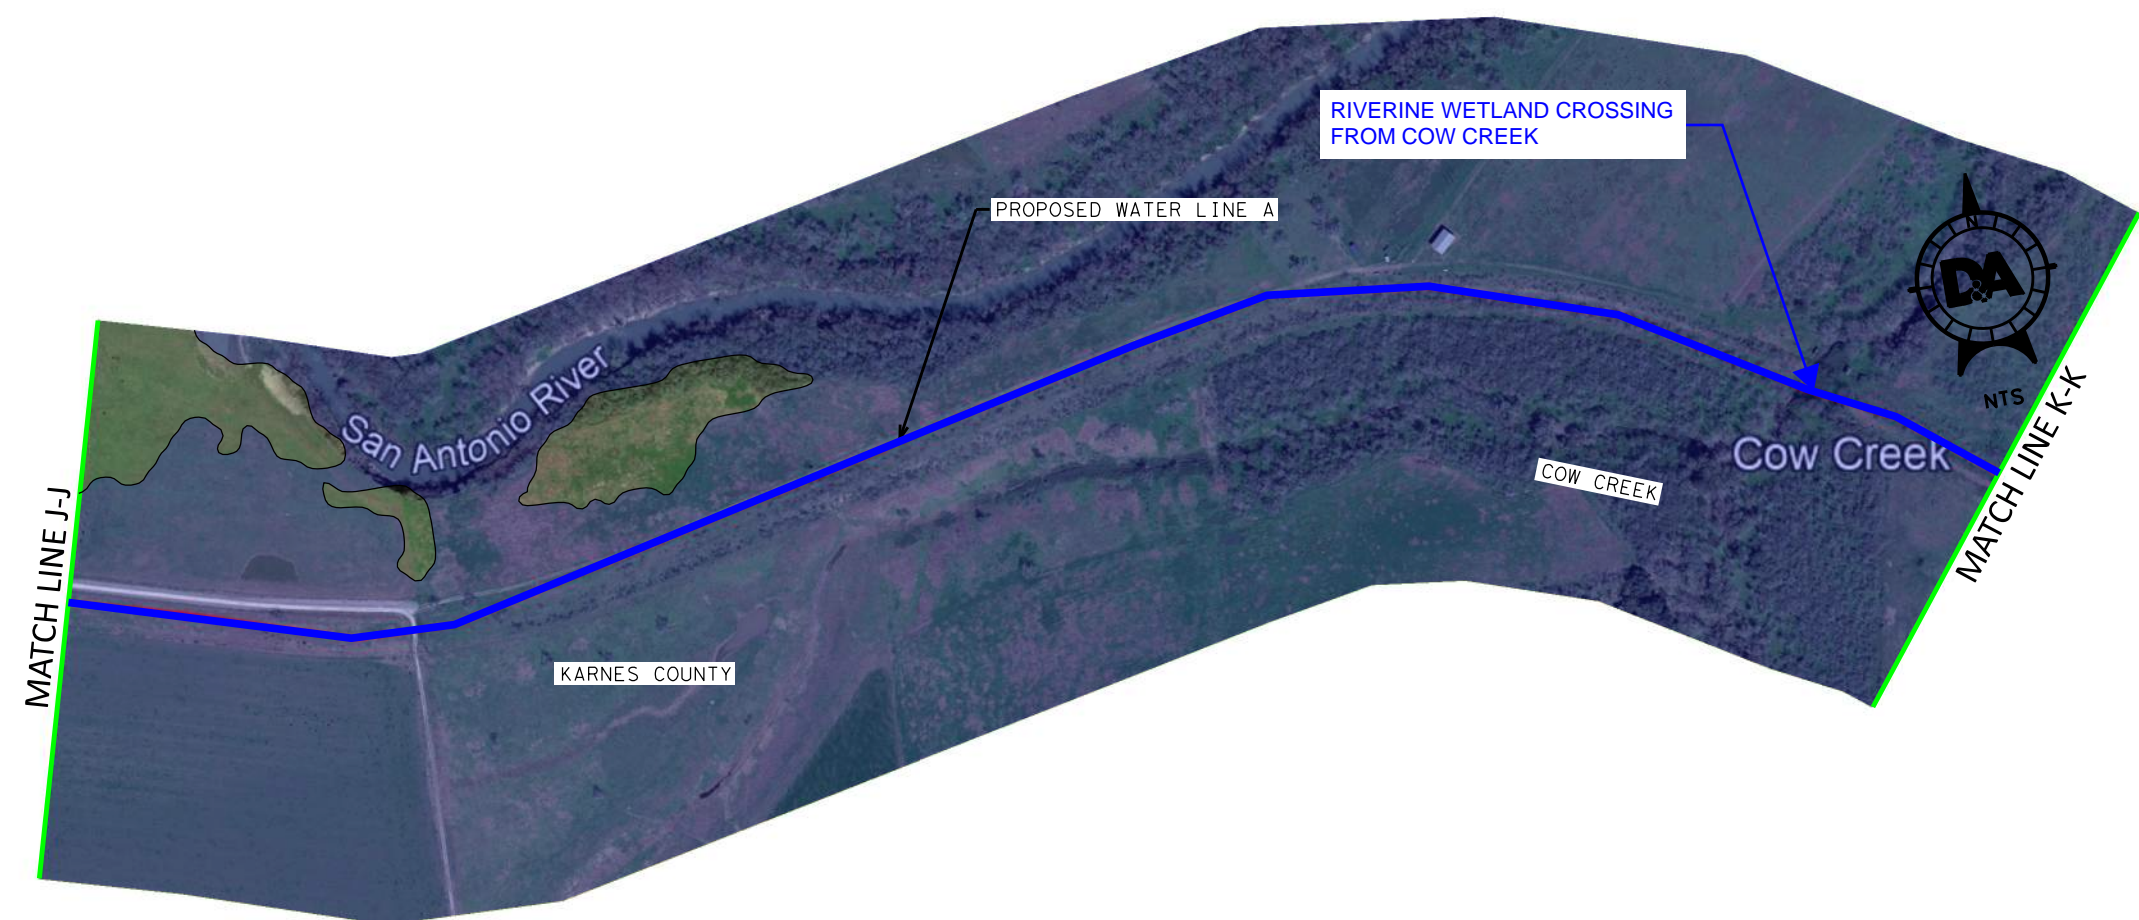 RIVERINE WETLAND CROSSING
FROM COW CREEK
PROPOSED WATER LINE A
N
DA
NTS
San Antonio River
Cow Creek
COW CREEK
MATCH LINE J-J
MATCH LINE K-K
KARNES COUNTY